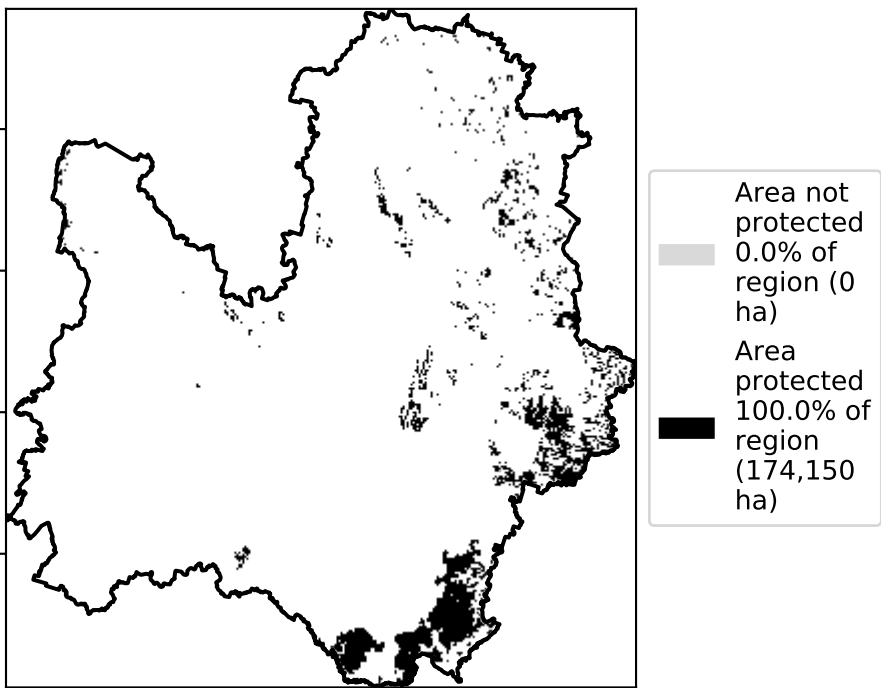 Area not
protected
0.0% of
region (0
ha)
Area
protected
100.0% of
region
(174,150
ha)